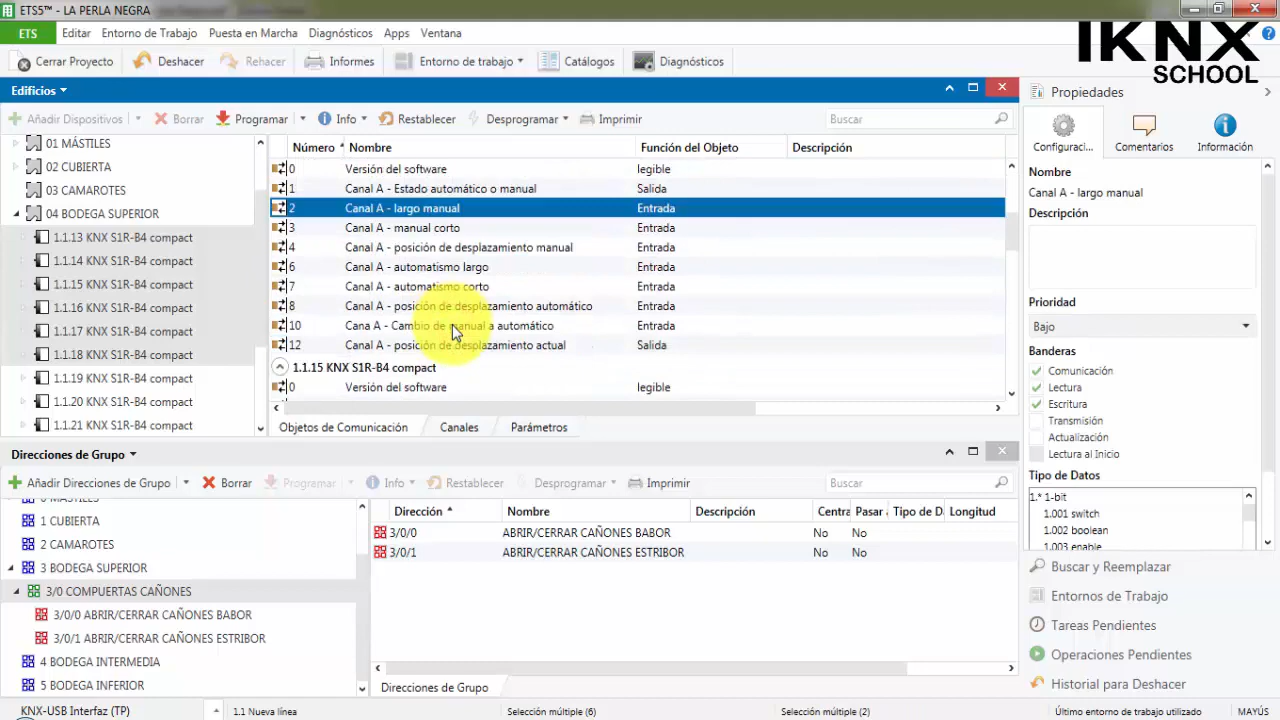 ETS5™ - LA PERLA NEGRA
ETS Editar Entorno de Trabajo Puesta en Marcha Diagnósticos Apps Ventana
IKNX
SCHOOL
Cerrar Proyecto Deshacer Rehacer Informes Entorno de trabajo Catálogos Diagnósticos
Edificios
Añadir Dispositivos Borrar Programar Info Restablecer Desprogramar Imprimir Buscar
01 MÁSTILES
02 CUBIERTA
03 CAMAROTES
04 BODEGA SUPERIOR
1.1.13 KNX S1R-B4 compact
1.1.14 KNX S1R-B4 compact
1.1.15 KNX S1R-B4 compact
1.1.16 KNX S1R-B4 compact
1.1.17 KNX S1R-B4 compact
1.1.18 KNX S1R-B4 compact
1.1.19 KNX S1R-B4 compact
1.1.20 KNX S1R-B4 compact
1.1.21 KNX S1R-B4 compact
Número Nombre Función del Objeto Descripción
0 Versión del software legible
1 Canal A - Estado automático o manual Salida
2 Canal A - largo manual Entrada
3 Canal A - manual corto Entrada
4 Canal A - posición de desplazamiento manual Entrada
6 Canal A - automatismo largo Entrada
7 Canal A - automatismo corto Entrada
8 Canal A - posición de desplazamiento automático Entrada
10 Cana A - Cambio de manual a automático Entrada
12 Canal A - posición de desplazamiento actual Salida
1.1.15 KNX S1R-B4 compact
0 Versión del software legible
Objetos de Comunicación Canales Parámetros
Direcciones de Grupo
Añadir Direcciones de Grupo Borrar Programar Info Restablecer Desprogramar Imprimir Buscar
0 MÁSTILES
1 CUBIERTA
2 CAMAROTES
3 BODEGA SUPERIOR
3/0 COMPUERTAS CAÑONES
3/0/0 ABRIR/CERRAR CAÑONES BABOR
3/0/1 ABRIR/CERRAR CAÑONES ESTRIBOR
4 BODEGA INTERMEDIA
5 BODEGA INFERIOR
Dirección Nombre Descripción Centra Pasar Tipo de D. Longitud
3/0/0 ABRIR/CERRAR CAÑONES BABOR No No
3/0/1 ABRIR/CERRAR CAÑONES ESTRIBOR No No
Direcciones de Grupo
Propiedades
Configuraci... Comentarios Información
Nombre
Canal A - largo manual
Descripción
Prioridad
Bajo
Banderas
Comunicación
Lectura
Escritura
Transmisión
Actualización
Lectura al Inicio
Tipo de Datos
1.* 1-bit
1.001 switch
1.002 boolean
1.003 enable
Buscar y Reemplazar
Entornos de Trabajo
Tareas Pendientes
Operaciones Pendientes
Historial para Deshacer
KNX-USB Interfaz (TP) 1.1 Nueva línea Selección múltiple (6) Selección múltiple (2) Último entorno de trabajo utilizado MAYÚS